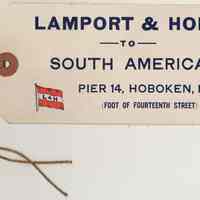 LAMPORT & HO
TO
SOUTH AMERICA
PIER 14, HOBOKEN,
(FOOT OF FOURTEENTH STREET)
L+H